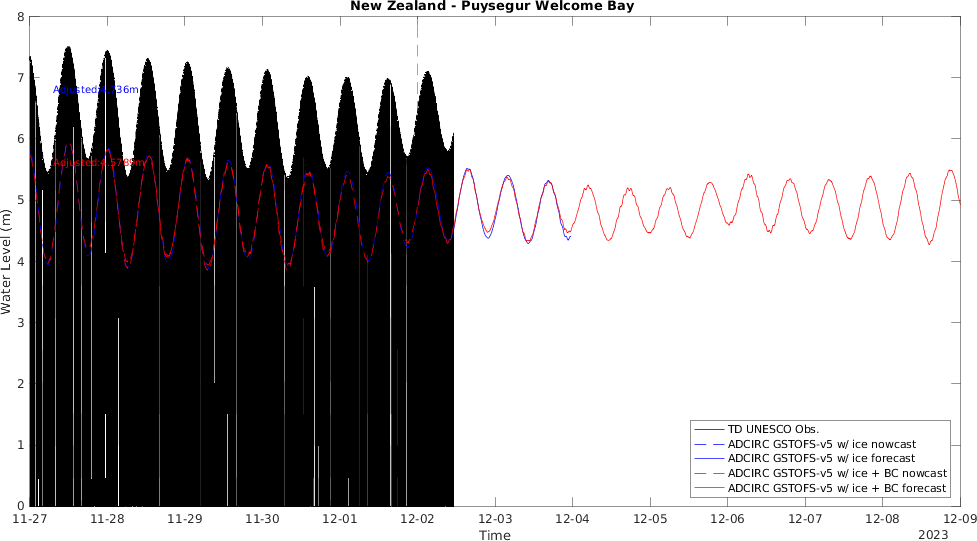 New Zealand - Puysegur Welcome Bay
Water Level (m)
8
7
6
5
4
3
2
1
0
Adjusted:4.
36m
11-27
11-28
11-29
11-30
12-01
12-02
12-03
12-04
12-05
12-06
12-07
12-08
12-09
Time
2023
TD UNESCO Obs.
ADCIRC GSTOFS-v5 w/ ice nowcast
ADCIRC GSTOFS-v5 w/ ice forecast
ADCIRC GSTOFS-v5 w/ ice + BC nowcast
ADCIRC GSTOFS-v5 w/ ice + BC forecast